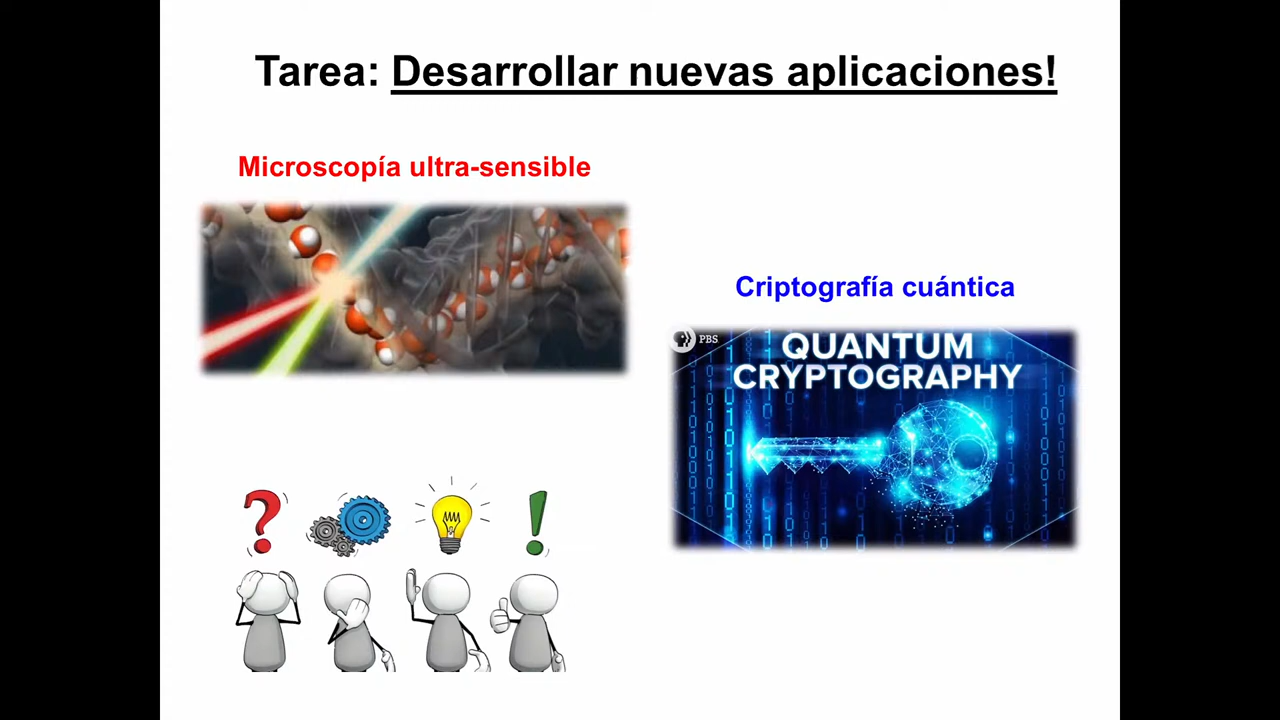 Tarea: Desarrollar nuevas aplicaciones!
Microscopía ultra-sensible
Criptografía cuántica
PBS
QUANTUM
CRYPTOGRAPHY